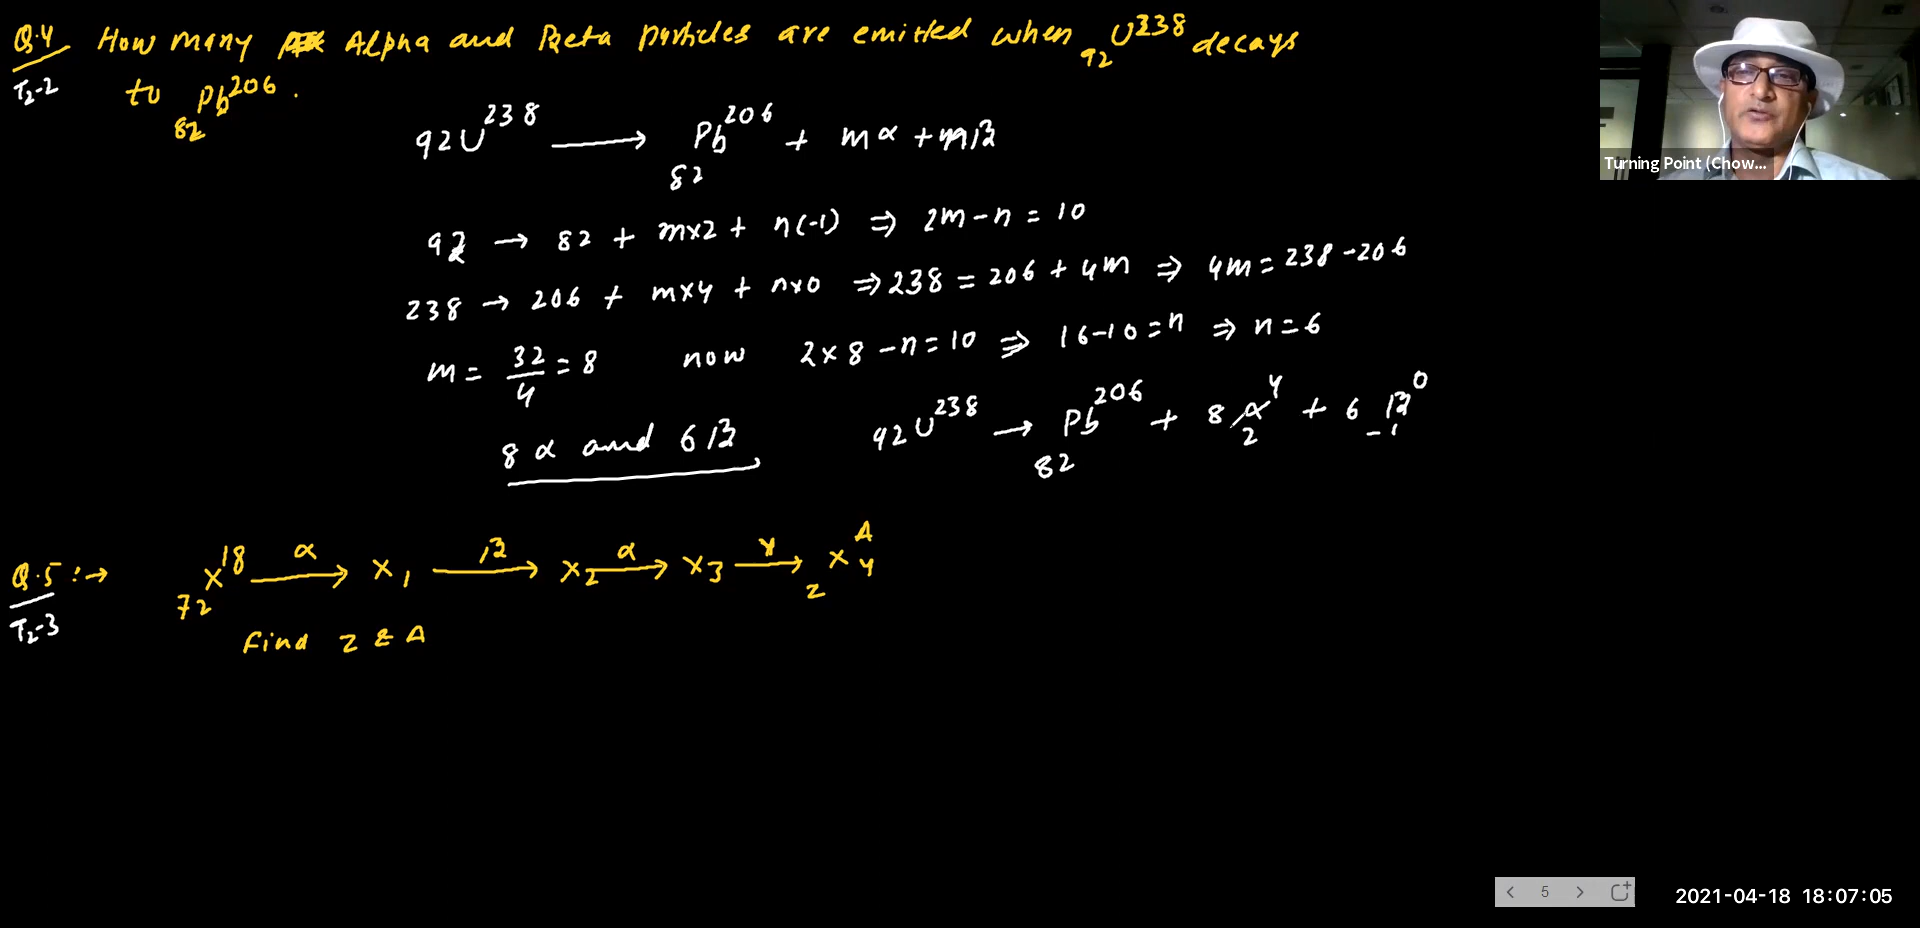 Q.4 How many Alpha and Beta particles are emitted when ₉₂U²³⁸ decays
T₂-2 to ₈₂Pb²⁰⁶.
₉₂U²³⁸ → ₈₂Pb²⁰⁶ + mα + nβ
92 → 82 + m×2 + n(-1) ⇒ 2m-n = 10
238 → 206 + m×4 + n×0 ⇒ 238 = 206 + 4m ⇒ 4m = 238-206
m = 32/4 = 8 now 2×8-n = 10 ⇒ 16-10 = n ⇒ n = 6
8α and 6β ₉₂U²³⁸ → ₈₂Pb²⁰⁶ + 8 ₂α⁴ + 6 ₋₁β⁰
Q.5 :→ ₇₂X¹⁸ –α→ X₁ –β→ X₂ –α→ X₃ –γ→ zX₄ᴬ
T₂-3 Find Z & A
Turning Point (Chow...
5
2021-04-18 18:07:05